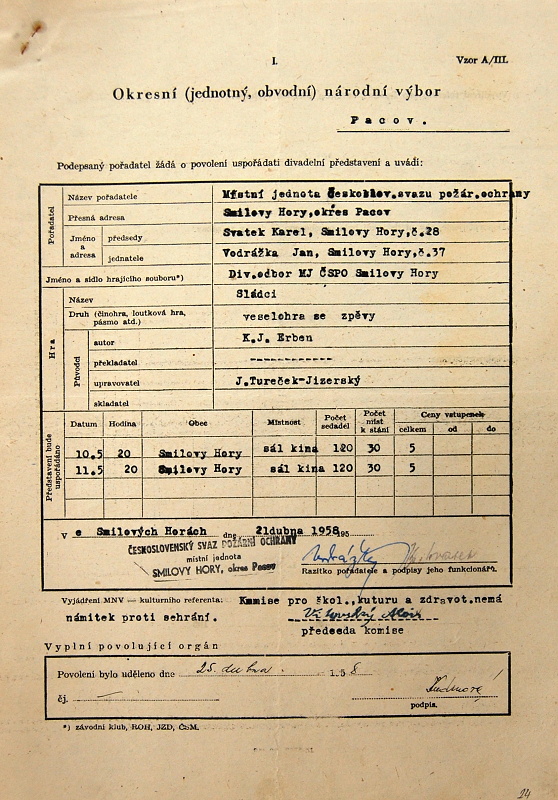 I.
Vzor A/III.
Okresní (jednotný, obvodní) národní výbor
Pacov.
Podepsaný pořadatel žádá o povolení uspořádati divadelní představení a uvádí:
Pořadatel
Název pořadatele Místní jednota Českoslov.svazu požár.ochrany
Přesná adresa Smilovy Hory,okres Pacov
Jméno a adresa předsedy Svatek Karel, Smilovy Hory,č.28
jednatele Vodrážka Jan, Smilovy Hory,č.37
Jméno a sídlo hrajícího souboru*) Div.odbor MJ ČSPO Smilovy Hory
Hra
Název Sládci
Druh (činohra, loutková hra, pásmo atd.) veselohra se zpěvy
Původci
autor K.J. Erben
překladatel -------------
upravovatel J.Tureček-Jizerský
skladatel
Představení bude uspořádáno
Datum Hodina Obec Místnost Počet sedadel Počet míst k stání Ceny vstupenek
celkem od do
10.5 20 Smilovy Hory sál kina 120 30 5
11.5 20 Smilovy Hory sál kina 120 30 5
V e Smilových Horách dne 21dubna 1958 195
ČESKOSLOVENSKÝ SVAZ POŽÁRNÍ OCHRANY
místní jednota
SMILOVY HORY, okres Pacov
Razítko pořadatele a podpisy jeho funkcionářů.
Vyjádření MNV — kulturního referenta: Komise pro škol., kuturu a zdravot.nemá
námitek proti sehrání.
předseda komise
Vyplní povolující orgán
Povolení bylo uděleno dne 25. dubna. 1958
čj. —
podpis.
*) závodní klub, ROH, JZD, ČSM.
24